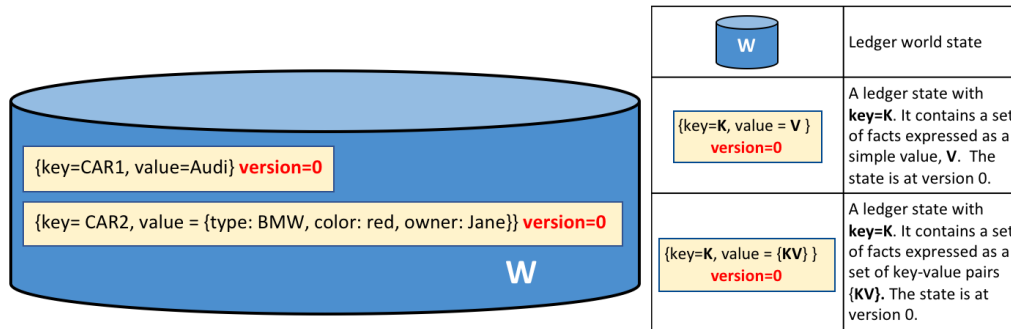 {key=CAR1, value=Audi} version=0
{key= CAR2, value = {type: BMW, color: red, owner: Jane}} version=0
W
W
Ledger world state
{key=K, value = V }
version=0
A ledger state with
key=K. It contains a set
of facts expressed as a
simple value, V. The
state is at version 0.
{key=K, value = {KV} }
version=0
A ledger state with
key=K. It contains a set
of facts expressed as a
set of key-value pairs
{KV}. The state is at
version 0.